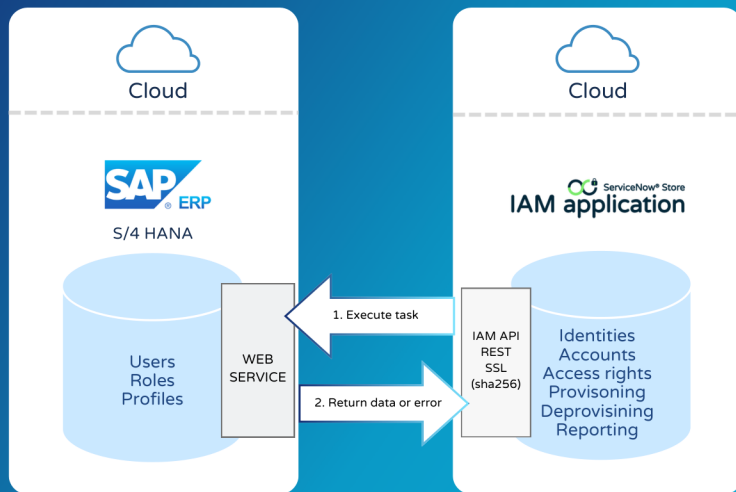 Cloud
SAP
® ERP
S/4 HANA
Users
Roles
Profiles
WEB
SERVICE
1. Execute task
2. Return data or error
Cloud
ServiceNow® Store
IAM application
IAM API
REST
SSL
(sha256)
Identities
Accounts
Access rights
Provisoning
Deprovisining
Reporting